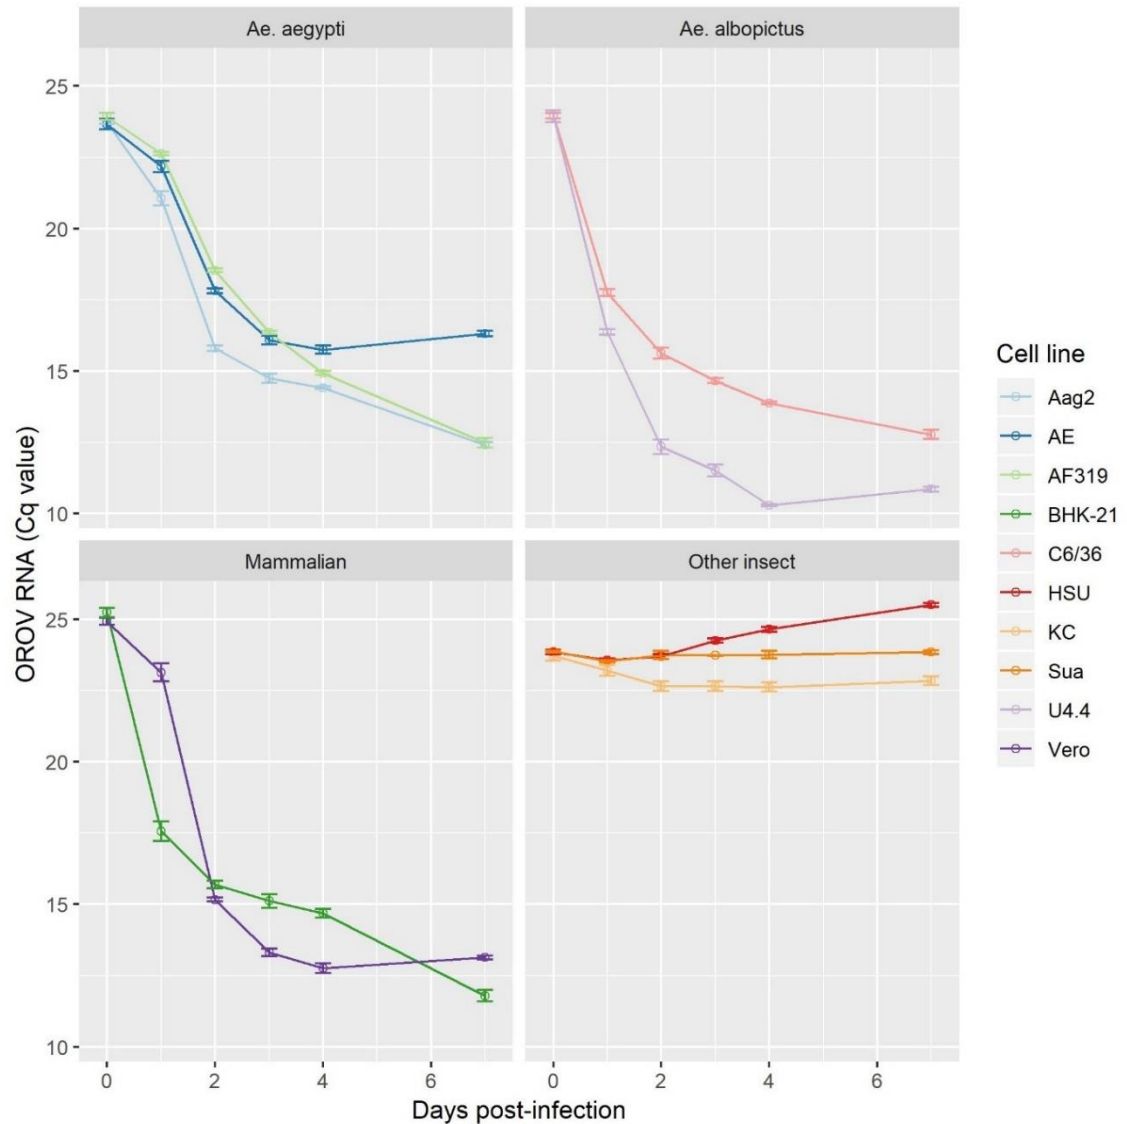 Ae. aegypti
Ae. albopictus
25
20
15
10
Mammalian
Other insect
25
20
15
10
0 2 4 6
0 2 4 6
OROV RNA (Cq value)
Days post-infection
Cell line
Aag2
AE
AF319
BHK-21
C6/36
HSU
KC
Sua
U4.4
Vero